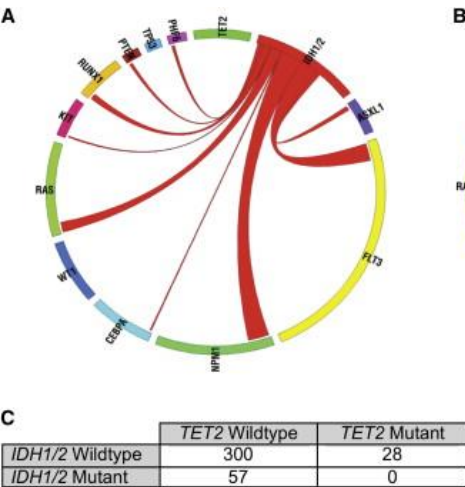 A
B
TET2
IDH1/2
PHF6
TP53
PTEN
RUNX1
ASXL1
KIT
RAS
RA
WT1
FLT3
CEBPA
NPM1
C
TET2 Wildtype TET2 Mutant
IDH1/2 Wildtype 300 28
IDH1/2 Mutant 57 0